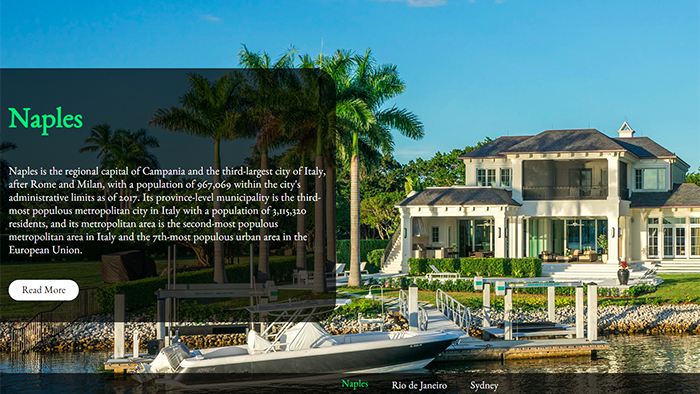 Naples
Naples is the regional capital of Campania and the third-largest city of Italy,
after Rome and Milan, with a population of 967,069 within the city's
administrative limits as of 2017. Its province-level municipality is the third-
most populous metropolitan city in Italy with a population of 3,115,320
residents, and its metropolitan area is the second-most populous
metropolitan area in Italy and the 7th-most populous urban area in the
European Union.
Read More
Naples Rio de Janeiro Sydney